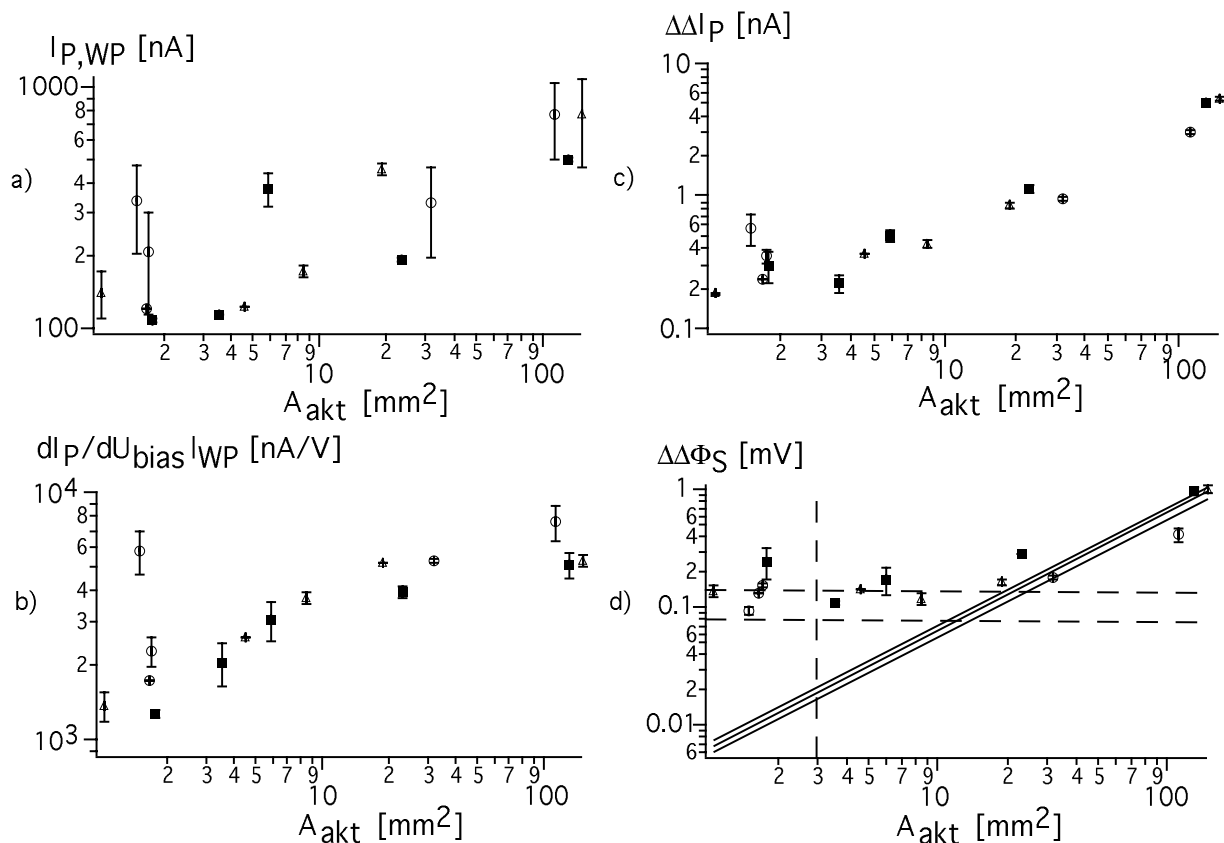 I_P,WP [nA]
1000
8
6
4
3
2
100
a)
2 3 4 5 7 9 2 3 4 5 7 9
10 100
A_akt [mm²]
ΔΔI_P [nA]
10
6
4
2
1
6
4
2
0.1
c)
2 3 4 5 7 9 2 3 4 5 7 9
10 100
A_akt [mm²]
dI_P/dU_bias|_WP [nA/V]
10⁴
8
6
4
3
2
10³
b)
2 3 4 5 7 9 2 3 4 5 7 9
10 100
A_akt [mm²]
ΔΔΦ_S [mV]
1
6
4
2
0.1
6
4
2
0.01
6
d)
2 3 4 5 7 9 2 3 4 5 7 9
10 100
A_akt [mm²]